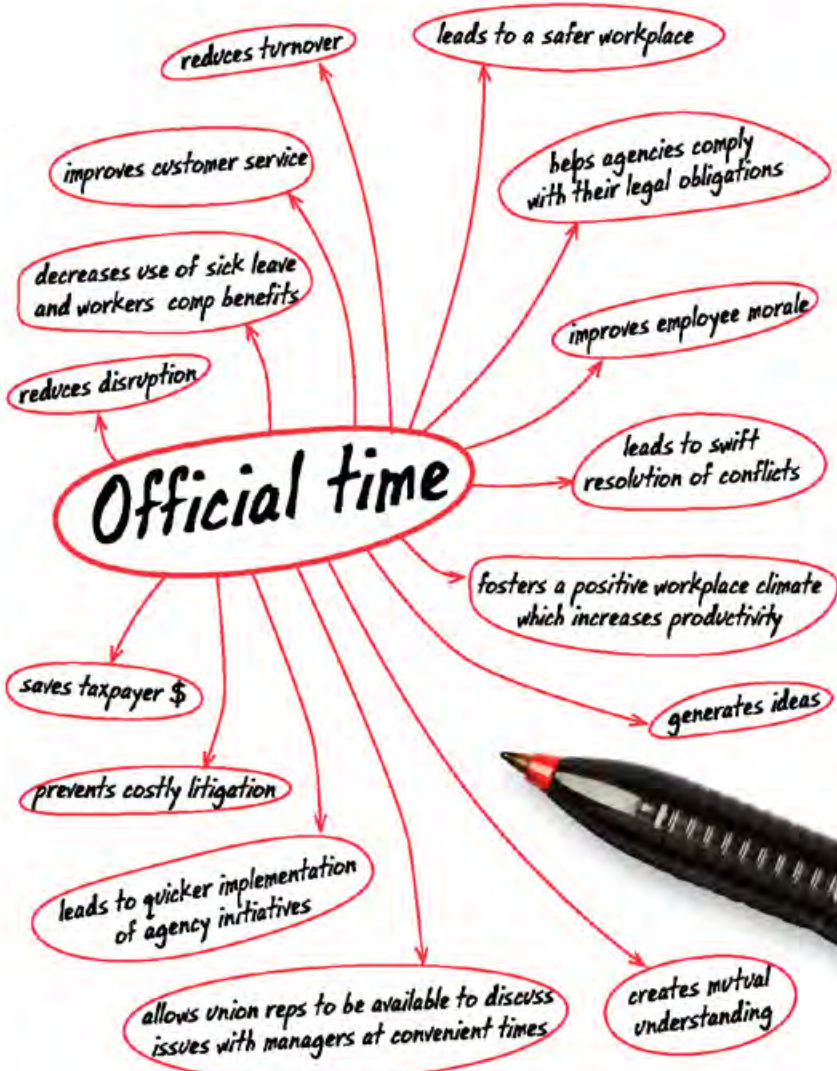 reduces turnover
leads to a safer workplace
improves customer service
helps agencies comply
with their legal obligations
decreases use of sick leave
and workers comp benefits
improves employee morale
reduces disruption
leads to swift
resolution of conflicts
Official time
fosters a positive workplace climate
which increases productivity
saves taxpayer $
generates ideas
prevents costly litigation
leads to quicker implementation
of agency initiatives
allows union reps to be available to discuss
issues with managers at convenient times
creates mutual
understanding